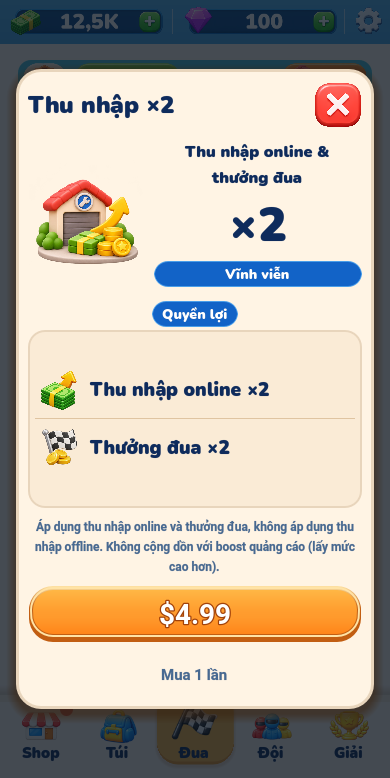 12,5K
100
Thu nhập ×2
Thu nhập online &
thưởng đua
×2
Vĩnh viễn
Quyền lợi
Thu nhập online ×2
Thưởng đua ×2
Áp dụng thu nhập online và thưởng đua, không áp dụng thu
nhập offline. Không cộng dồn với boost quảng cáo (lấy mức
cao hơn).
$4.99
Mua 1 lần
Shop
Túi
Đua
Đội
Giải